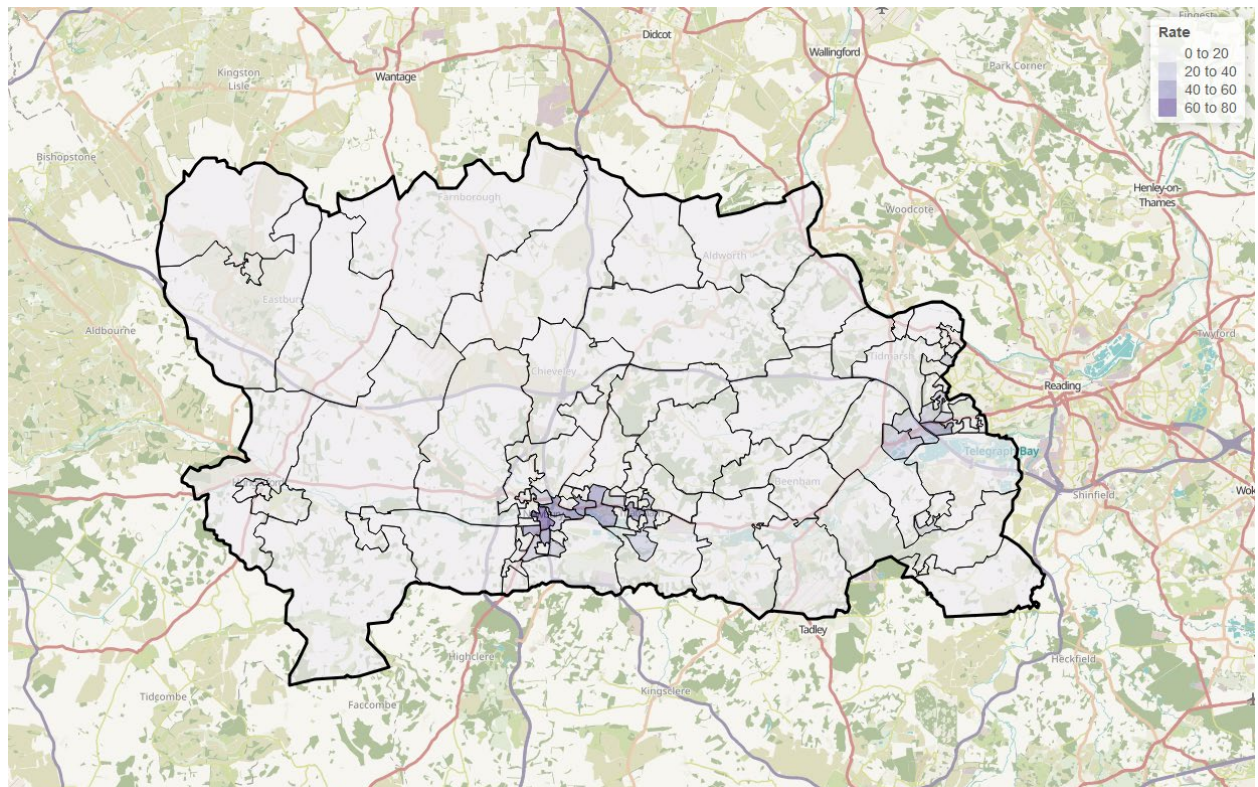 Fingest
Didcot
Rate
Wallingford
0 to 20
Park Corner
Kingston
Lisle
20 to 40
Wantage
40 to 60
60 to 80
Bishopstone
Henley-on-
Thames
Farnborough
Woodcote
Aldworth
Eastbury
Aldbourne
Twyford
Tidmarsh
Chieveley
Reading
Telegraph Bay
Beenham
Shinfield
Wok
Tadley
Highclere
Heckfield
Tidcombe
Kingsclere
Faccombe